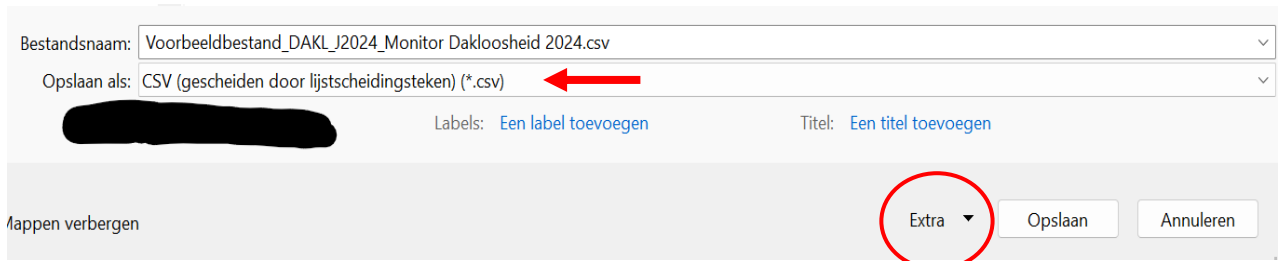 Bestandsnaam: Voorbeeldbestand_DAKL_J2024_Monitor Dakloosheid 2024.csv
Opslaan als: CSV (gescheiden door lijstscheidingsteken) (*.csv)
Labels: Een label toevoegen Titel: Een titel toevoegen
Mappen verbergen Extra Opslaan Annuleren